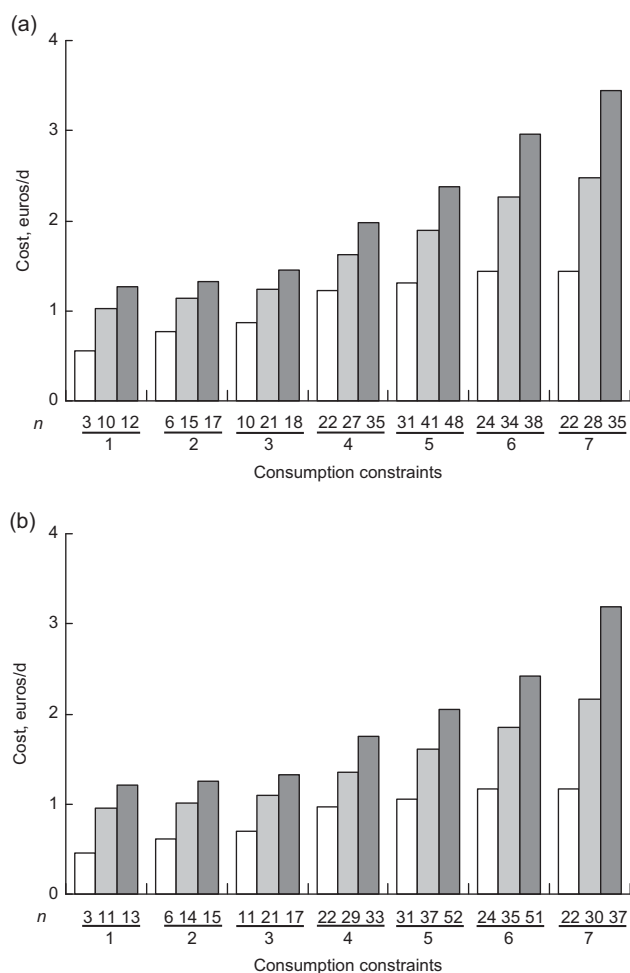 (a)
4
3
2
1
0
Cost, euros/d
n 3 10 12 6 15 17 10 21 18 22 27 35 31 41 48 24 34 38 22 28 35
1 2 3 4 5 6 7
Consumption constraints
(b)
4
3
2
1
0
Cost, euros/d
n 3 11 13 6 14 15 11 21 17 22 29 33 31 37 52 24 35 51 22 30 37
1 2 3 4 5 6 7
Consumption constraints